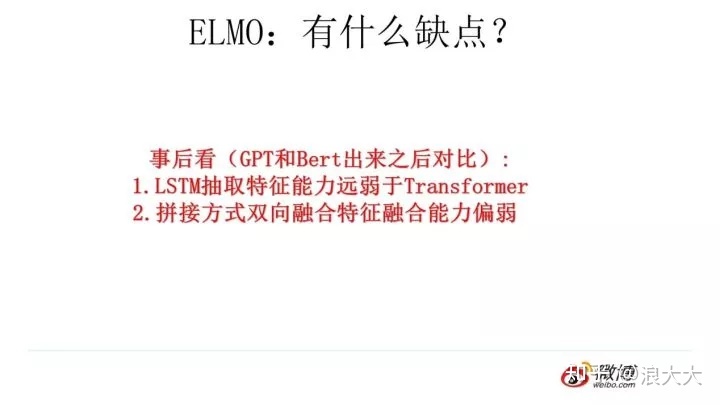 ELMO：有什么缺点？
事后看（GPT和Bert出来之后对比）：
1.LSTM抽取特征能力远弱于Transformer
2.拼接方式双向融合特征融合能力偏弱
知乎 @浪大大
weibo.com